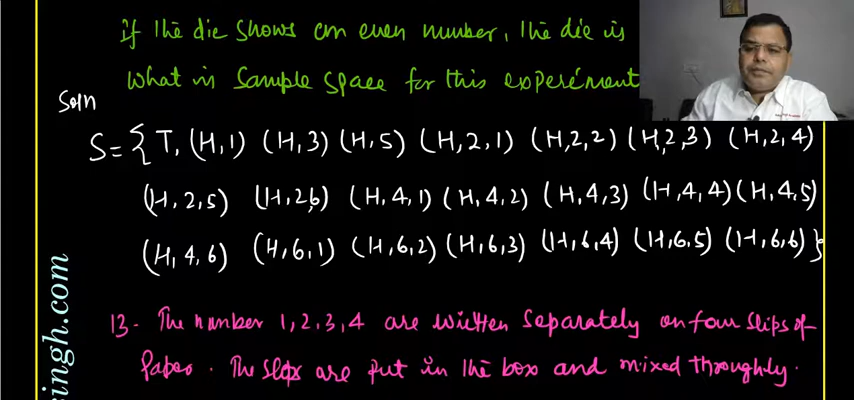 If the die shows an even number, the die is
What is sample space for this experiment
Soln
S = { T, (H,1) (H,3) (H,5) (H,2,1) (H,2,2) (H,2,3) (H,2,4)
(H,2,5) (H,2,6) (H,4,1) (H,4,2) (H,4,3) (H,4,4) (H,4,5)
(H,4,6) (H,6,1) (H,6,2) (H,6,3) (H,6,4) (H,6,5) (H,6,6) }
13. The number 1, 2, 3, 4 are written separately on four slips of
Paper. The slips are put in the box and mixed throughly.
singh.com